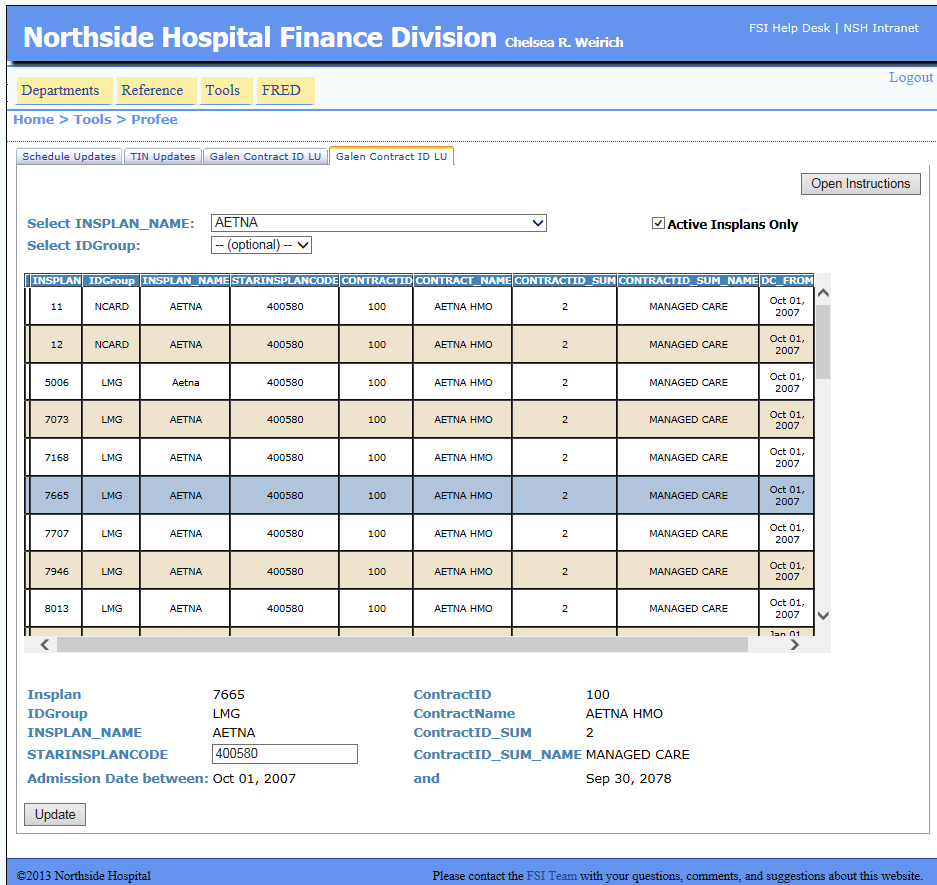 Northside Hospital Finance Division Chelsea R. Weirich
FSI Help Desk | NSH Intranet
Logout
Departments Reference Tools FRED
Home > Tools > Profee
Schedule Updates TIN Updates Galen Contract ID LU Galen Contract ID LU
Open Instructions
Select INSPLAN_NAME: AETNA Active Insplans Only
Select IDGroup: -- (optional) --
INSPLAN IDGroup INSPLAN_NAME STARINSPLANCODE CONTRACTID CONTRACT_NAME CONTRACTID_SUM CONTRACTID_SUM_NAME DC_FROM
11 NCARD AETNA 400580 100 AETNA HMO 2 MANAGED CARE Oct 01, 2007
12 NCARD AETNA 400580 100 AETNA HMO 2 MANAGED CARE Oct 01, 2007
5006 LMG Aetna 400580 100 AETNA HMO 2 MANAGED CARE Oct 01, 2007
7073 LMG AETNA 400580 100 AETNA HMO 2 MANAGED CARE Oct 01, 2007
7168 LMG AETNA 400580 100 AETNA HMO 2 MANAGED CARE Oct 01, 2007
7665 LMG AETNA 400580 100 AETNA HMO 2 MANAGED CARE Oct 01, 2007
7707 LMG AETNA 400580 100 AETNA HMO 2 MANAGED CARE Oct 01, 2007
7946 LMG AETNA 400580 100 AETNA HMO 2 MANAGED CARE Oct 01, 2007
8013 LMG AETNA 400580 100 AETNA HMO 2 MANAGED CARE Oct 01, 2007
Jan 01
Insplan 7665 ContractID 100
IDGroup LMG ContractName AETNA HMO
INSPLAN_NAME AETNA ContractID_SUM 2
STARINSPLANCODE 400580 ContractID_SUM_NAME MANAGED CARE
Admission Date between: Oct 01, 2007 and Sep 30, 2078
Update
©2013 Northside Hospital Please contact the FSI Team with your questions, comments, and suggestions about this website.